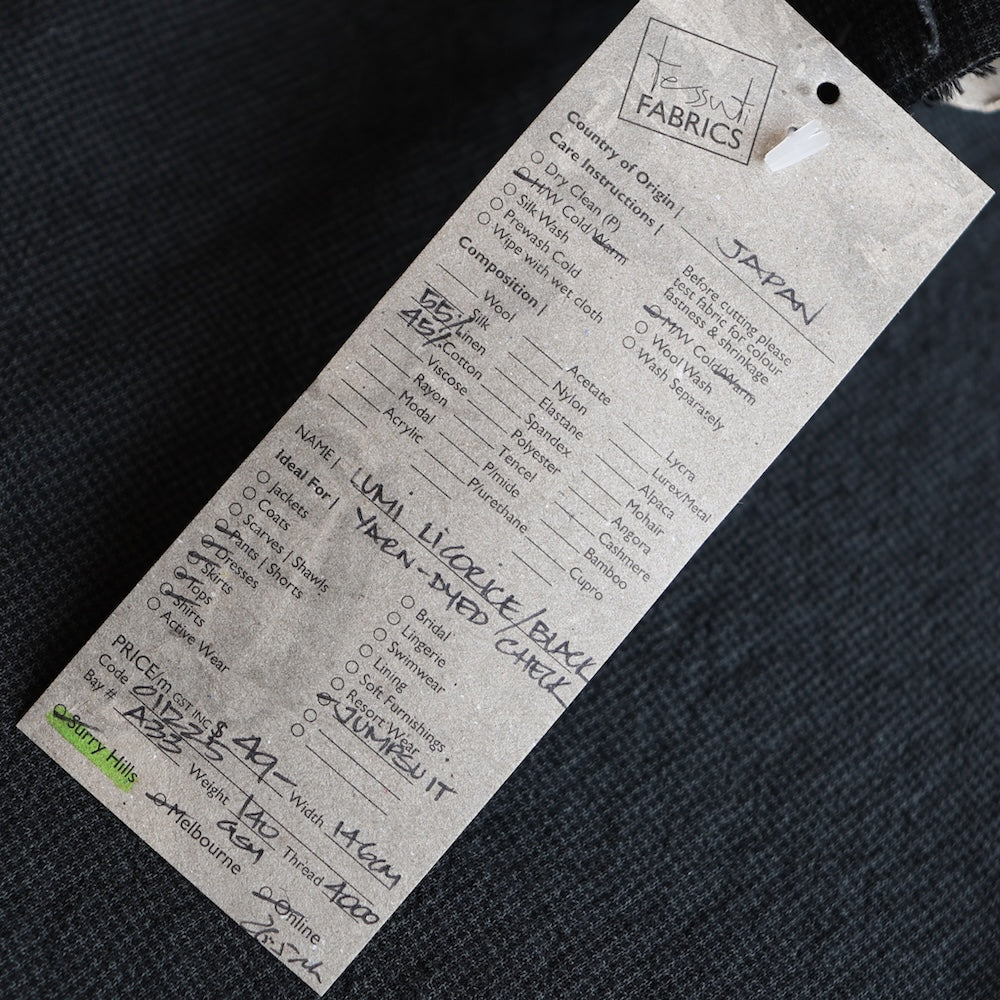 tessuti
FABRICS
Country of Origin | JAPAN
Care Instructions |
Dry Clean (P)
H/W Cold/Warm
Silk Wash
Prewash Cold
Wipe with wet cloth
Before cutting please
test fabric for colour
fastness & shrinkage
M/W Cold/Warm
Wool Wash
Wash Separately
Composition |
Wool
Silk
55% Linen
45% Cotton
Viscose
Rayon
Modal
Acrylic
Acetate
Nylon
Elastane
Spandex
Polyester
Tencel
P/mide
P/urethane
Lycra
Lurex/Metal
Alpaca
Mohair
Angora
Cashmere
Bamboo
Cupro
NAME | LUMI LICORICE/BLACK
YARN-DYED CHECK
Ideal For |
Jackets
Coats
Scarves | Shawls
Pants | Shorts
Dresses
Skirts
Tops
Shirts
Active Wear
Bridal
Lingerie
Swimwear
Lining
Soft Furnishings
Resort Wear
JUMPSUIT
PRICE/m GST INC $ 49- Width 146CM
Code Weight 140 GSM Thread 4000
Bay # A33
Surry Hills Melbourne Online